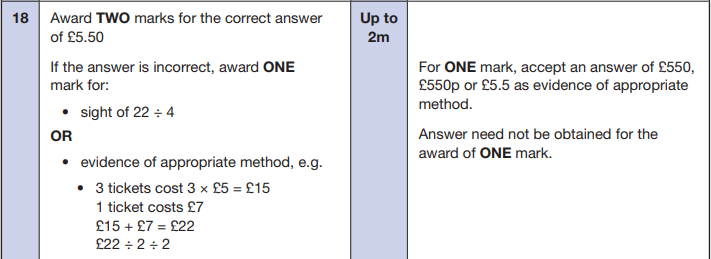 18
Award TWO marks for the correct answer
of £5.50
If the answer is incorrect, award ONE
mark for:
• sight of 22 ÷ 4
OR
• evidence of appropriate method, e.g.
• 3 tickets cost 3 × £5 = £15
1 ticket costs £7
£15 + £7 = £22
£22 ÷ 2 ÷ 2
Up to
2m
For ONE mark, accept an answer of £550,
£550p or £5.5 as evidence of appropriate
method.
Answer need not be obtained for the
award of ONE mark.